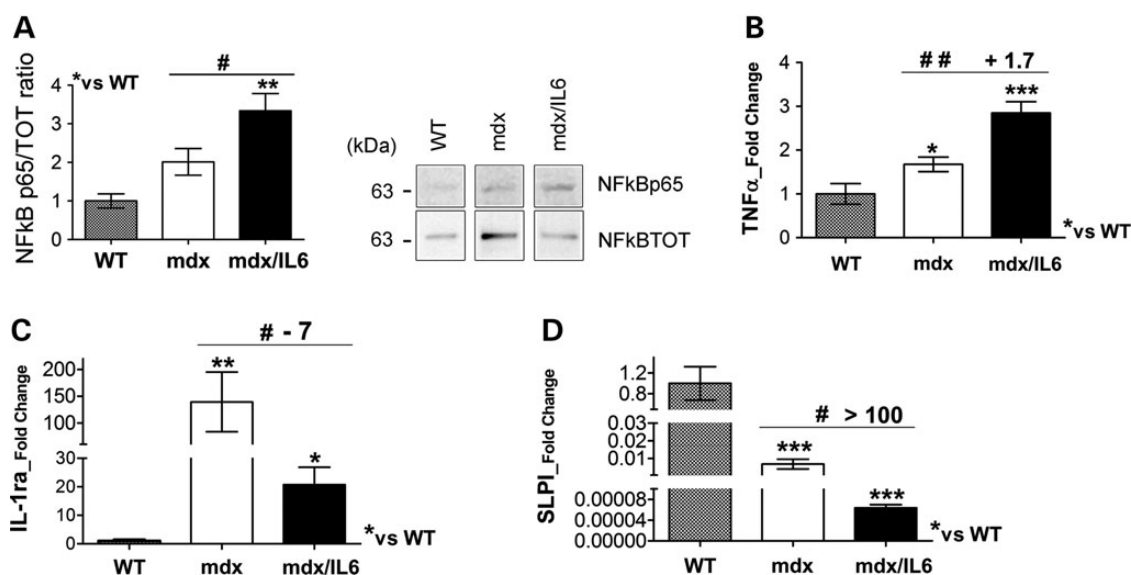 A
NFkB p65/TOT ratio
*vs WT
#
**
4
3
2
1
0
WT
mdx
mdx/IL6
(kDa)
WT
mdx
mdx/IL6
63 -
NFkBp65
63 -
NFkBTOT
B
TNFα_Fold Change
## + 1.7
*
***
4
3
2
1
0
WT
mdx
mdx/IL6
*vs WT
C
IL-1ra_Fold Change
# - 7
**
*
200
150
100
30
20
10
0
WT
mdx
mdx/IL6
*vs WT
D
SLPI_Fold Change
# > 100
***
***
1.2
0.8
0.03
0.02
0.01
0.00008
0.00004
0.00000
WT
mdx
mdx/IL6
*vs WT